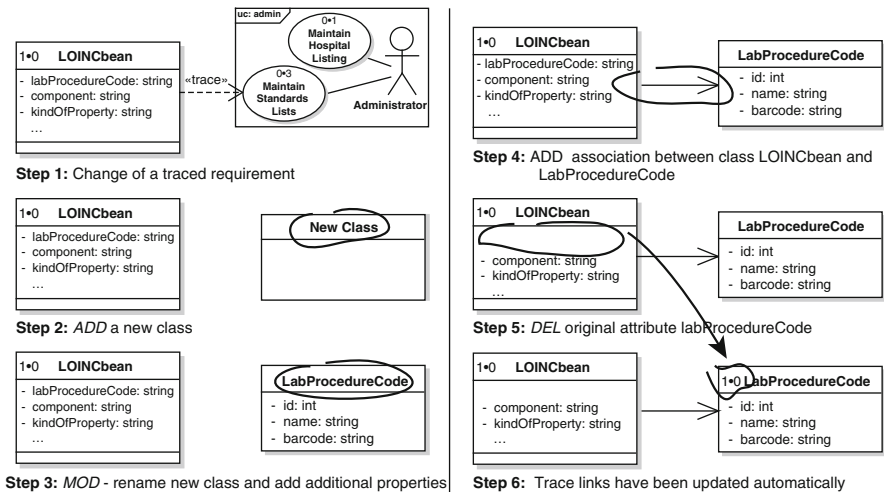 uc: admin
0•1
Maintain
Hospital
Listing
0•3
Maintain
Standards
Lists
Administrator
«trace»
1•0 LOINCbean
- labProcedureCode: string
- component: string
- kindOfProperty: string
...
Step 1: Change of a traced requirement
1•0 LOINCbean
- labProcedureCode: string
- component: string
- kindOfProperty: string
...
New Class
Step 2: ADD a new class
1•0 LOINCbean
- labProcedureCode: string
- component: string
- kindOfProperty: string
...
LabProcedureCode
- id: int
- name: string
- barcode: string
Step 3: MOD - rename new class and add additional properties
1•0 LOINCbean
- labProcedureCode: string
- component: string
- kindOfProperty: string
...
LabProcedureCode
- id: int
- name: string
- barcode: string
Step 4: ADD association between class LOINCbean and
LabProcedureCode
1•0 LOINCbean
- component: string
- kindOfProperty: string
...
LabProcedureCode
- id: int
- name: string
- barcode: string
Step 5: DEL original attribute labProcedureCode
1•0 LOINCbean
- component: string
- kindOfProperty: string
...
1•0 LabProcedureCode
- id: int
- name: string
- barcode: string
Step 6: Trace links have been updated automatically